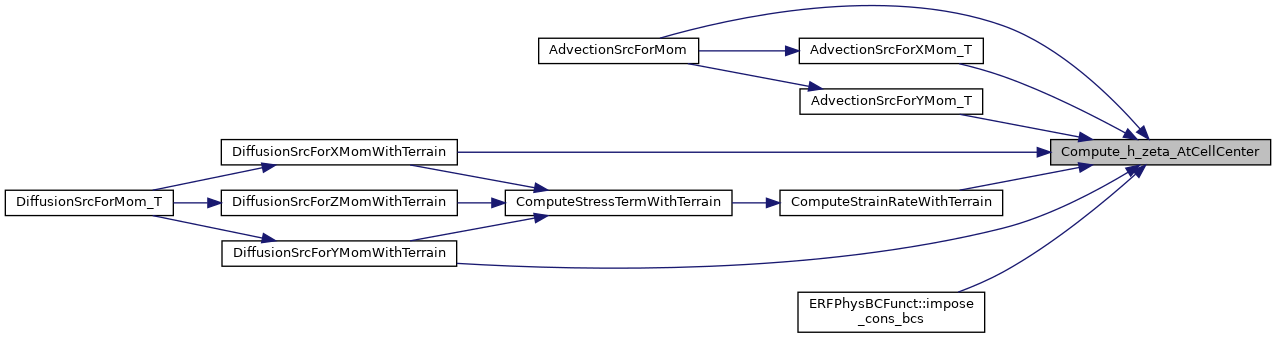 AdvectionSrcForMom
AdvectionSrcForXMom_T
AdvectionSrcForYMom_T
Compute_h_zeta_AtCellCenter
DiffusionSrcForXMomWithTerrain
DiffusionSrcForMom_T
DiffusionSrcForZMomWithTerrain
ComputeStressTermWithTerrain
ComputeStrainRateWithTerrain
DiffusionSrcForYMomWithTerrain
ERFPhysBCFunct::impose
_cons_bcs